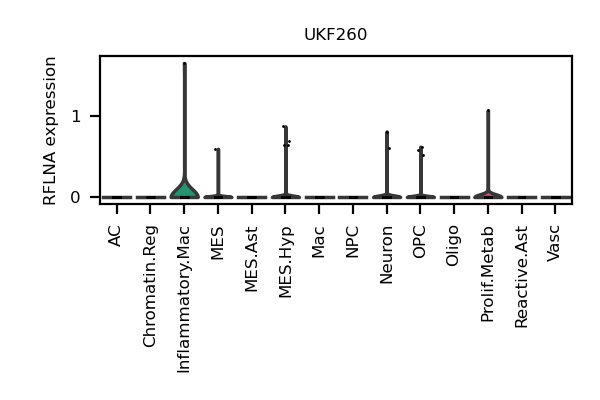 UKF260
RFLNA expression
1
0
AC
Chromatin.Reg
Inflammatory.Mac
MES
MES.Ast
MES.Hyp
Mac
NPC
Neuron
OPC
Oligo
Prolif.Metab
Reactive.Ast
Vasc